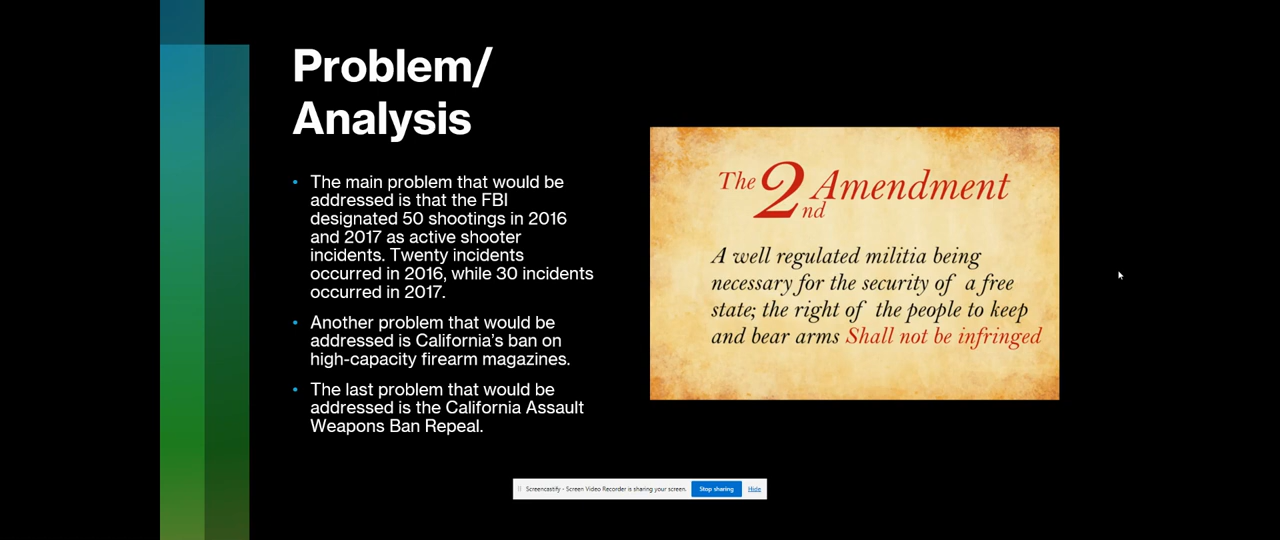 Problem/
Analysis
• The main problem that would be
addressed is that the FBI
designated 50 shootings in 2016
and 2017 as active shooter
incidents. Twenty incidents
occurred in 2016, while 30 incidents
occurred in 2017.
• Another problem that would be
addressed is California's ban on
high-capacity firearm magazines.
• The last problem that would be
addressed is the California Assault
Weapons Ban Repeal.
The 2nd Amendment
A well regulated militia being
necessary for the security of a free
state; the right of the people to keep
and bear arms Shall not be infringed
Screencastify - Screen Video Recorder is sharing your screen. Stop sharing Hide